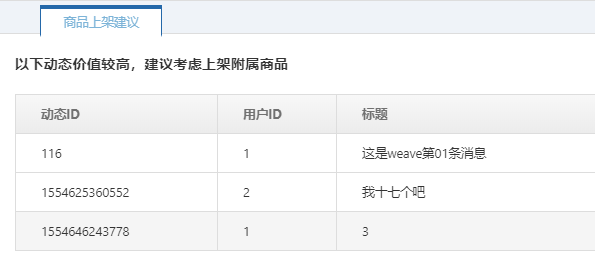 商品上架建议
以下动态价值较高，建议考虑上架附属商品
动态ID 用户ID 标题
116 1 这是weave第01条消息
1554625360552 2 我十七个吧
1554646243778 1 3